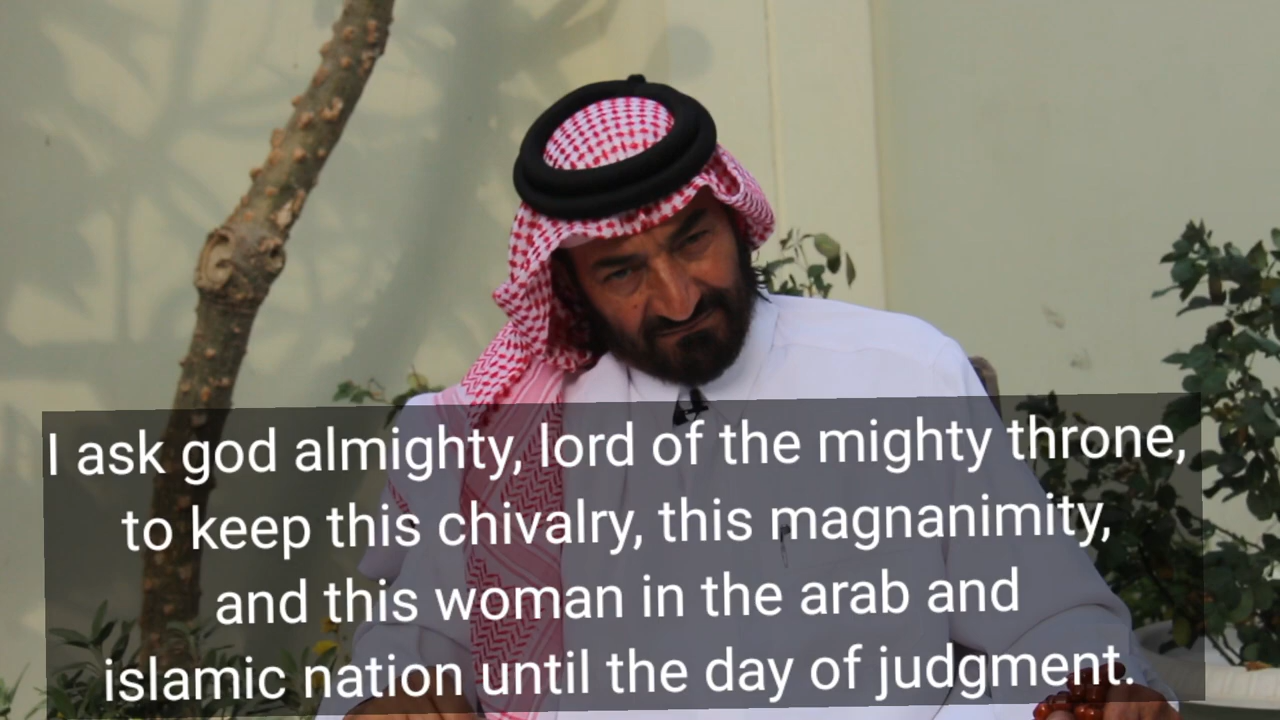 I ask god almighty, lord of the mighty throne,
to keep this chivalry, this magnanimity,
and this woman in the arab and
islamic nation until the day of judgment.